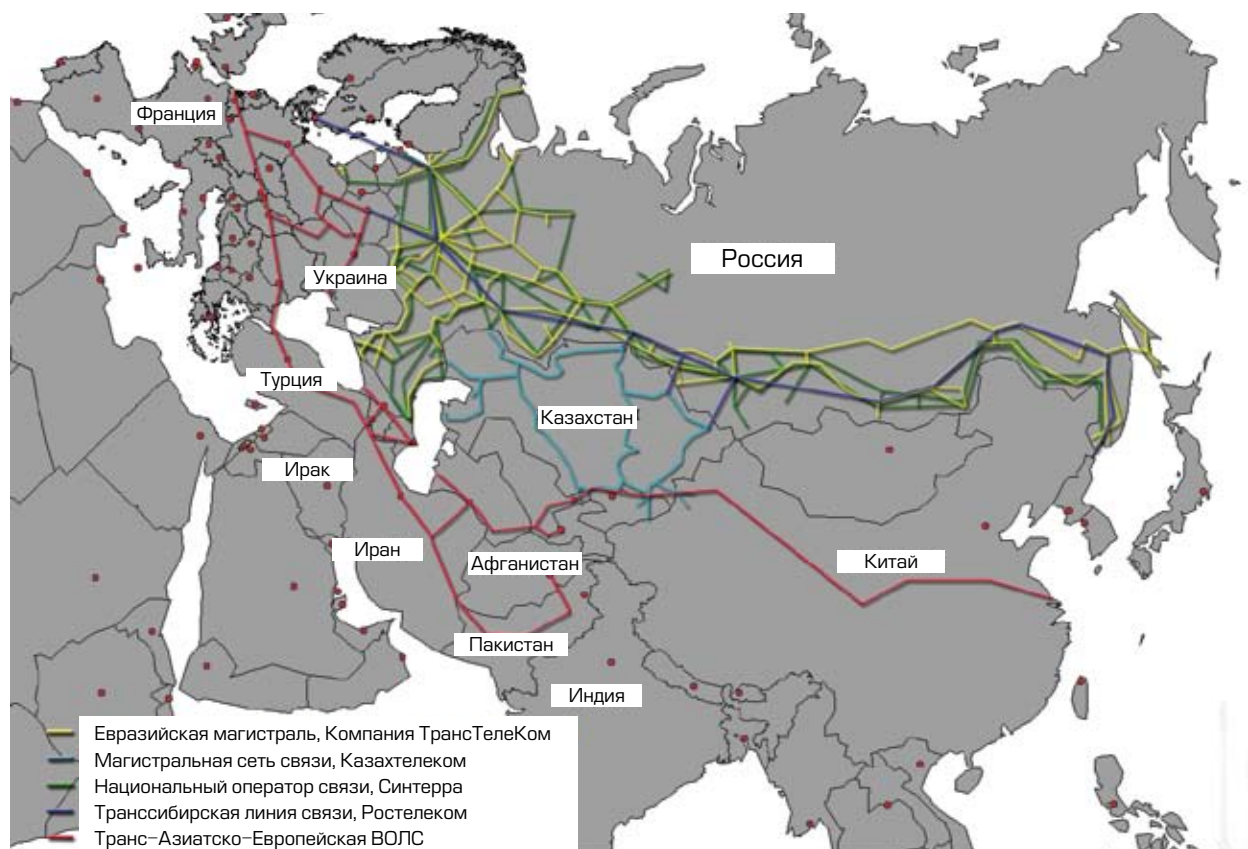 Франция
Россия
Украина
Турция
Казахстан
Ирак
Иран
Афганистан
Китай
Пакистан
Индия
Евразийская магистраль, Компания ТрансТелеКом
Магистральная сеть связи, Казахтелеком
Национальный оператор связи, Синтерра
Транссибирская линия связи, Ростелеком
Транс-Азиатско-Европейская ВОЛС